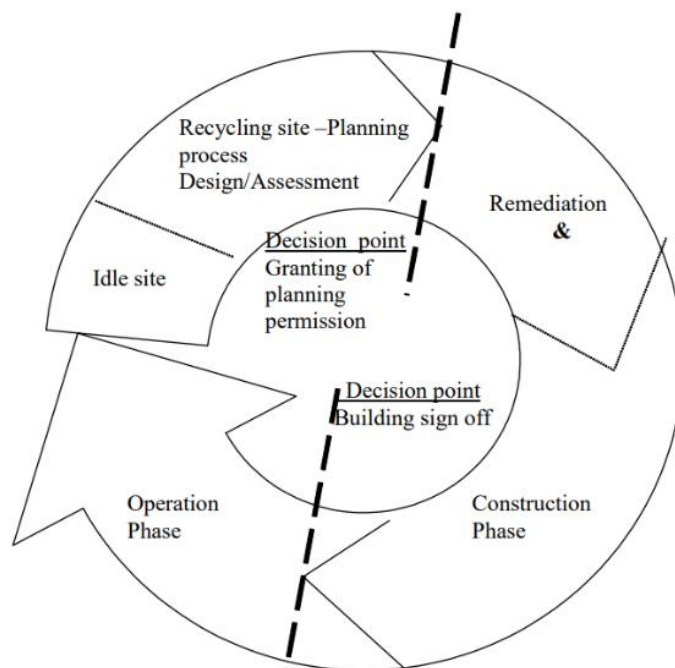 Recycling site –Planning
process
Design/Assessment
Remediation
&
Decision point
Granting of
planning
permission
Idle site
Decision point
Building sign off
Operation
Phase
Construction
Phase